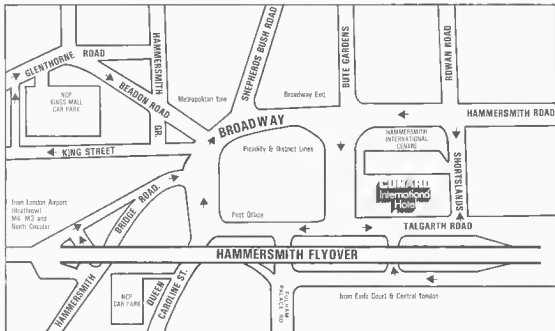 GLENTHORNE ROAD
HAMMERSMITH GR.
SHEPHERDS BUSH ROAD
BUTE GARDENS
ROWAN ROAD
BEADON ROAD
NCP
KINGS MALL
CAR PARK
Metropolitan line
Broadway Exit
BROADWAY
HAMMERSMITH ROAD
HAMMERSMITH
INTERNATIONAL
CENTRE
KING STREET
Picadilly & District Lines
SHORTSLANDS
CUNARD
International
Hotel
from London Airport
(Heathrow)
M4 M3 and
North Circular
HAMMERSMITH BRIDGE ROAD.
Post Office
TALGARTH ROAD
HAMMERSMITH FLYOVER
NCP
CAR PARK
QUEEN CAROLINE ST.
FULHAM
PALACE RD
from Earls Court & Central London